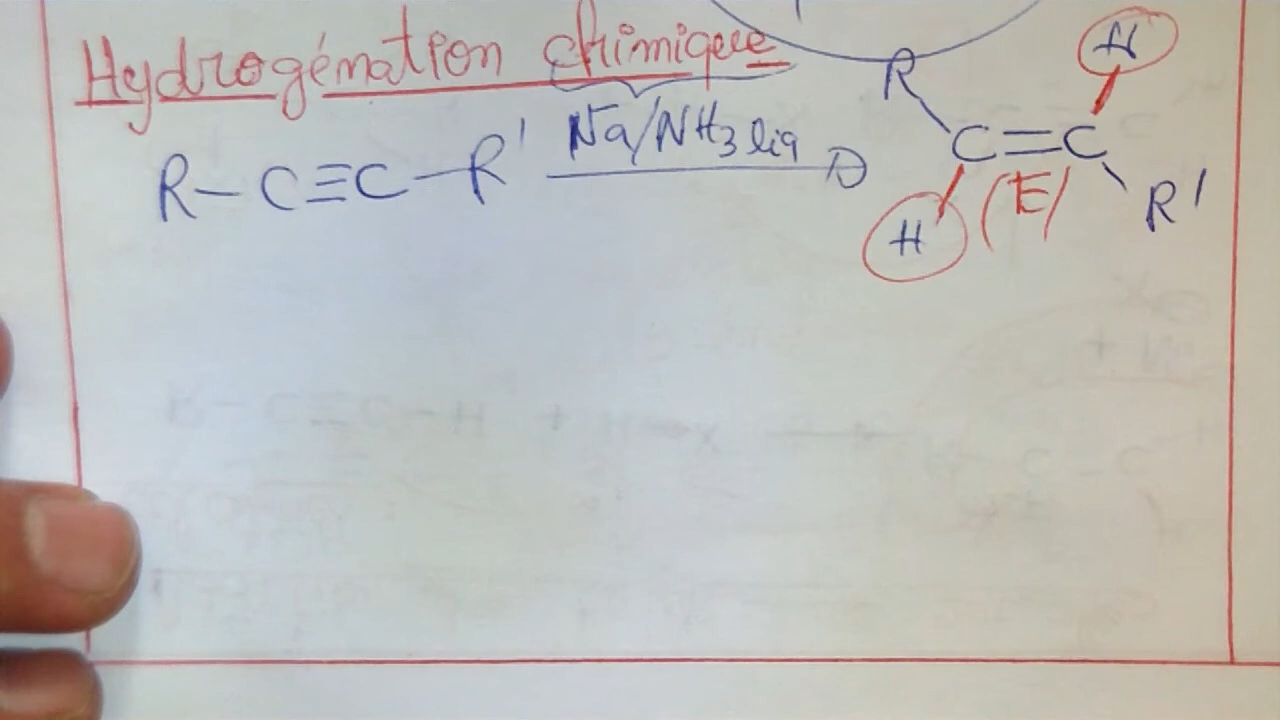 Hydrogénation chimique
R-C≡C-R' Na/NH3 liq →
R H
C=C
H (E) R'